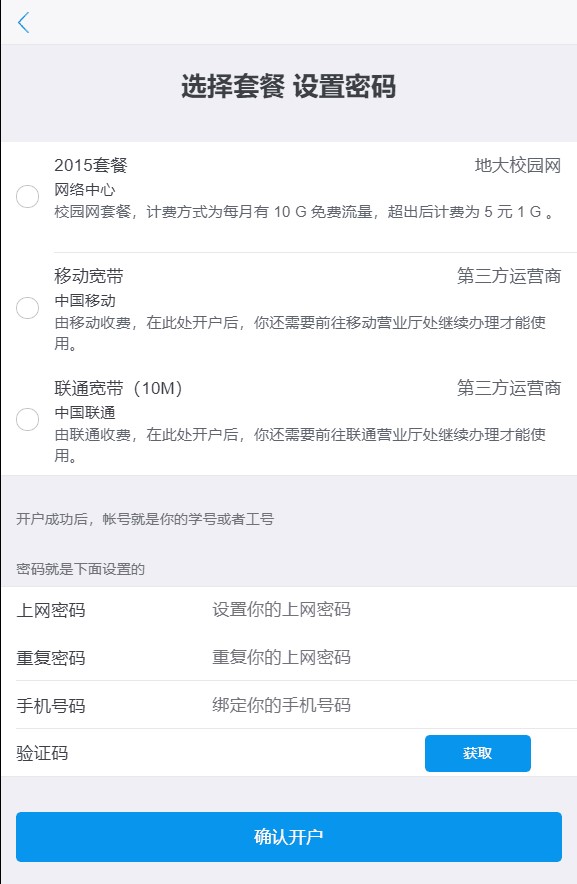 选择套餐 设置密码
2015套餐 地大校园网
网络中心
校园网套餐，计费方式为每月有 10 G 免费流量，超出后计费为 5 元 1 G 。
移动宽带 第三方运营商
中国移动
由移动收费，在此处开户后，你还需要前往移动营业厅处继续办理才能使
用。
联通宽带（10M） 第三方运营商
中国联通
由联通收费，在此处开户后，你还需要前往联通营业厅处继续办理才能使
用。
开户成功后，帐号就是你的学号或者工号
密码就是下面设置的
上网密码 设置你的上网密码
重复密码 重复你的上网密码
手机号码 绑定你的手机号码
验证码 获取
确认开户